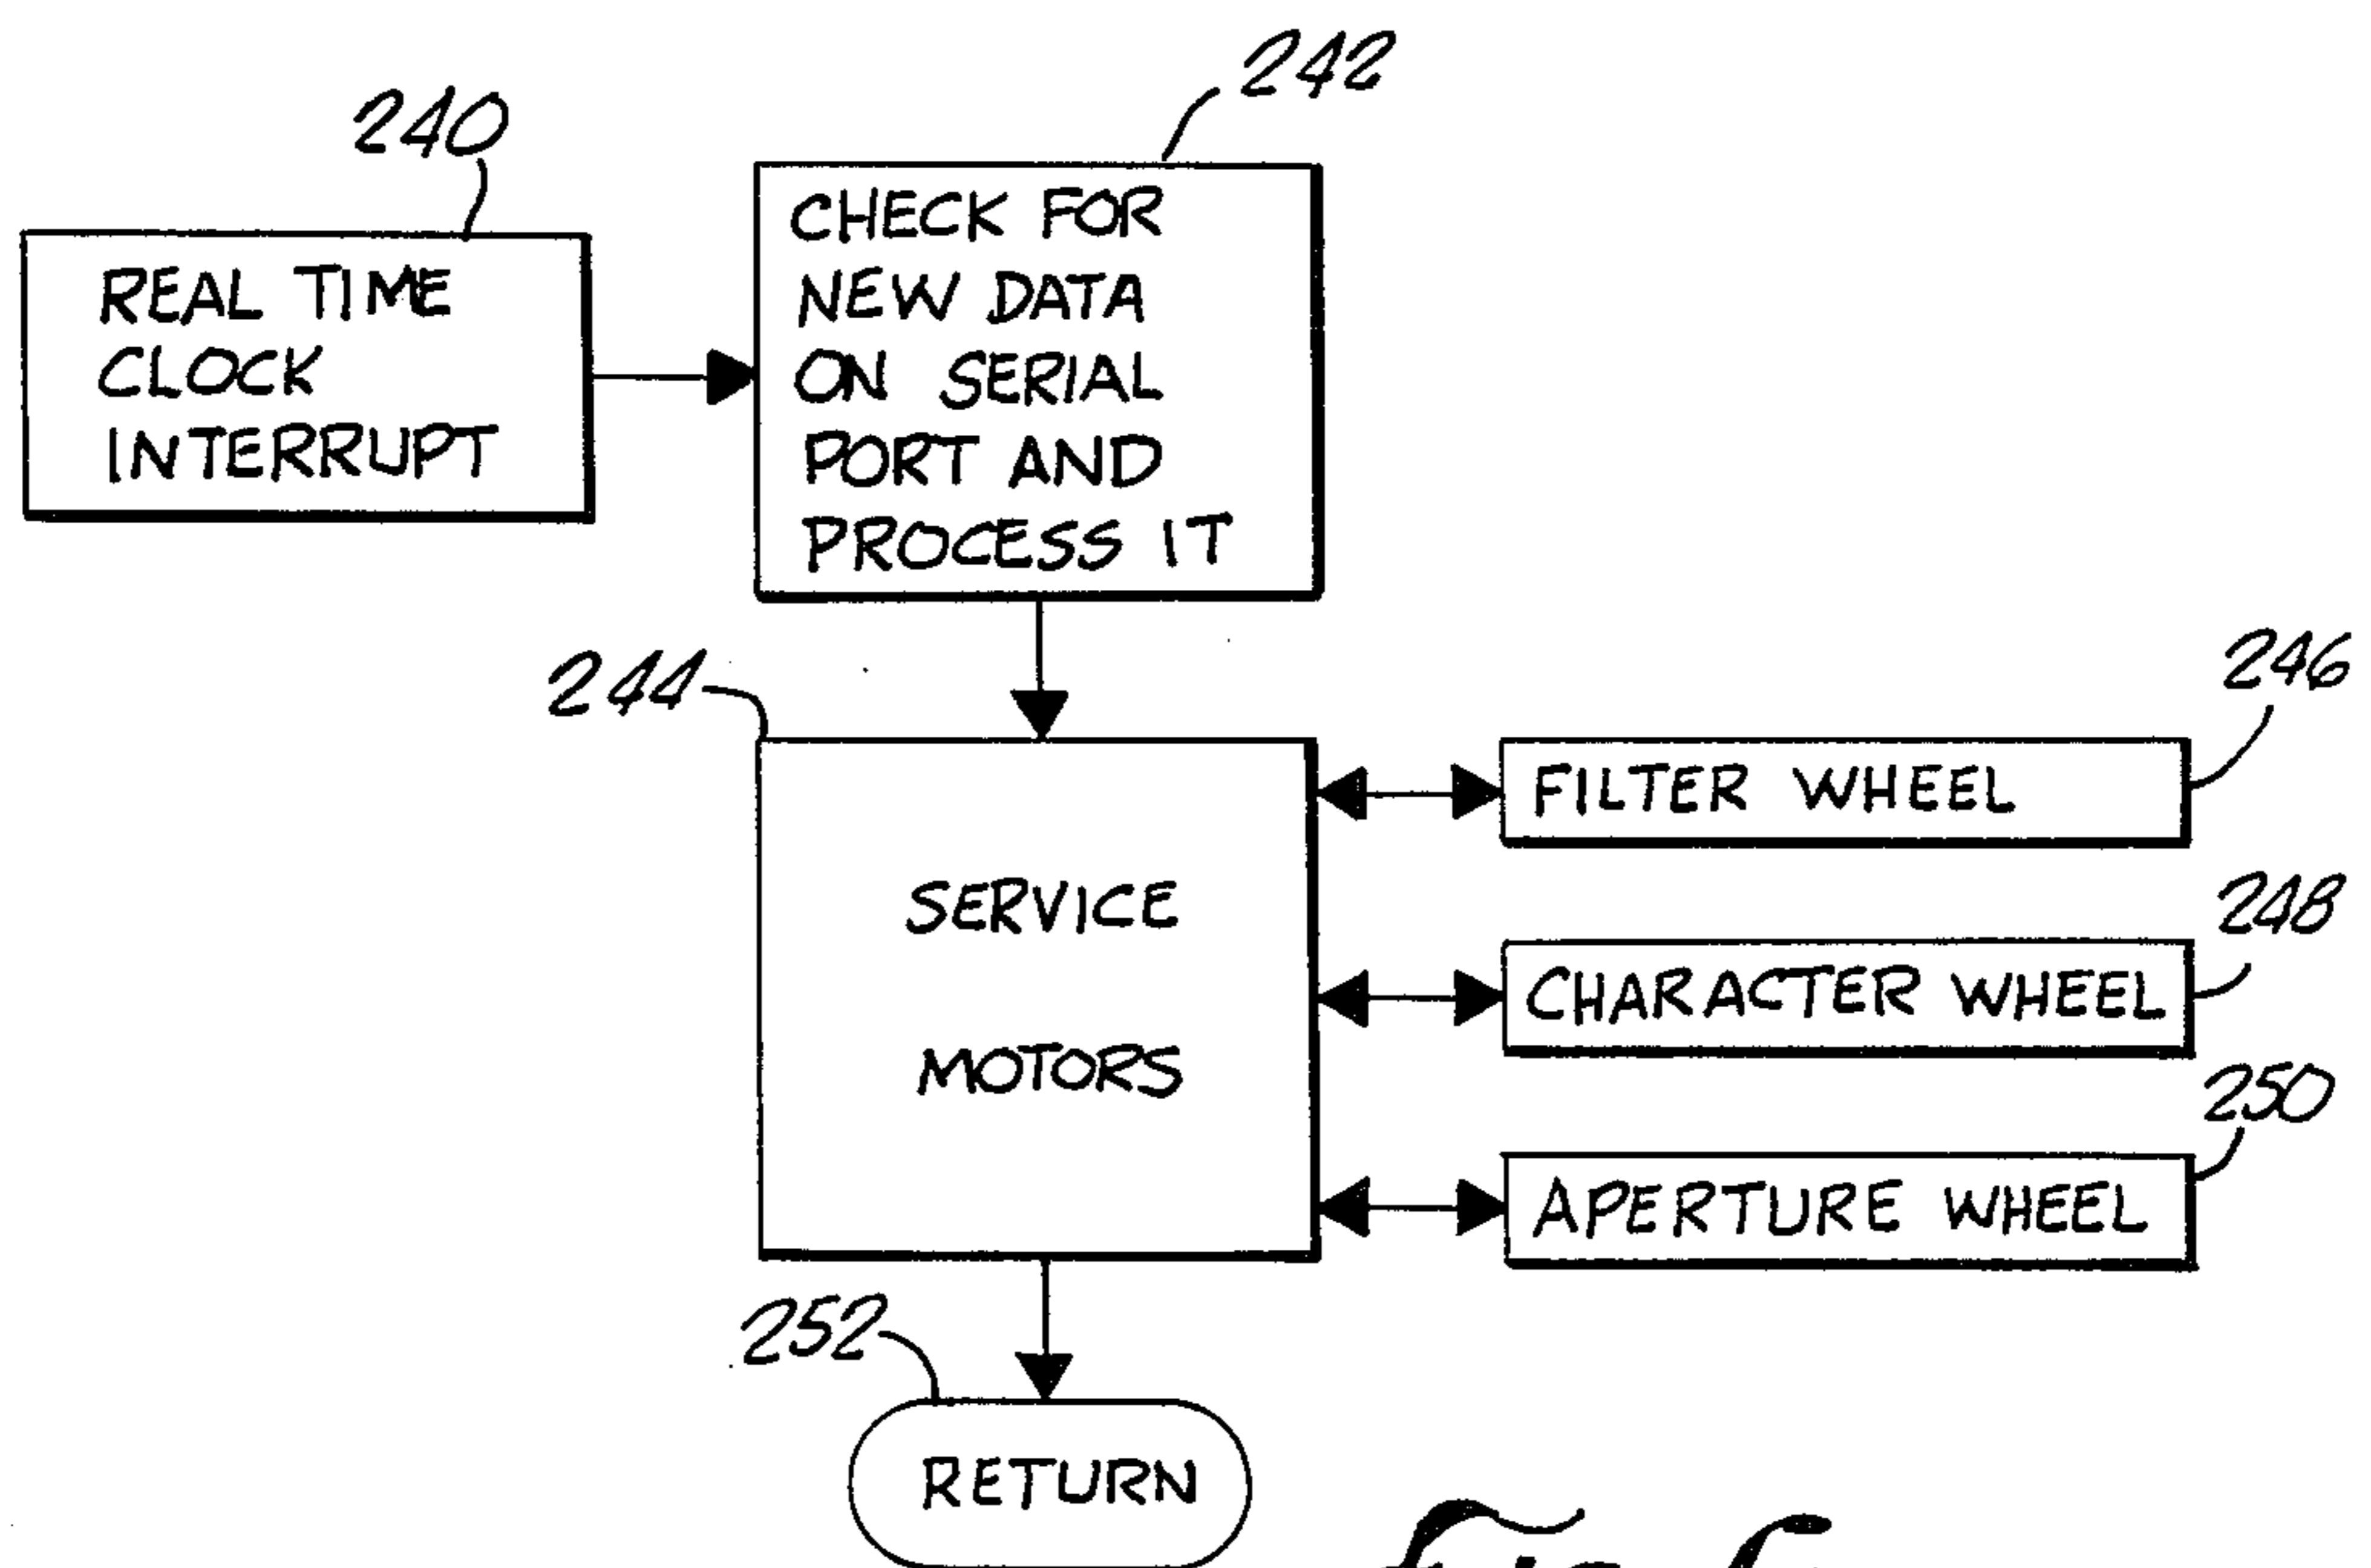 240
REAL TIME
CLOCK
INTERRUPT
242
CHECK FOR
NEW DATA
ON SERIAL
PORT AND
PROCESS IT
244
SERVICE
MOTORS
246
FILTER WHEEL
248
CHARACTER WHEEL
250
APERTURE WHEEL
252
RETURN